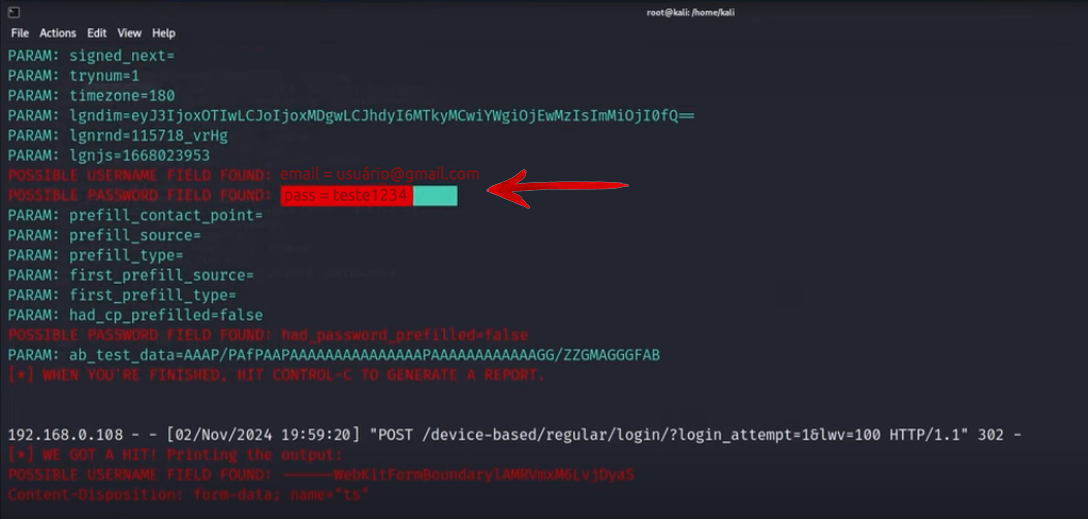 root@kali: /home/kali
File Actions Edit View Help
PARAM: signed_next=
PARAM: trynum=1
PARAM: timezone=180
PARAM: lgndim=eyJ3IjoxOTIwLCJoIjoxMDgwLCJhdyI6MTkyMCwiYWgiOjEwMzIsImMiOjI0fQ==
PARAM: lgnrnd=115718_vrHg
PARAM: lgnjs=1668023953
POSSIBLE USERNAME FIELD FOUND: email = usuário@gmail.com
POSSIBLE PASSWORD FIELD FOUND: pass = teste1234
PARAM: prefill_contact_point=
PARAM: prefill_source=
PARAM: prefill_type=
PARAM: first_prefill_source=
PARAM: first_prefill_type=
PARAM: had_cp_prefilled=false
POSSIBLE PASSWORD FIELD FOUND: had_password_prefilled=false
PARAM: ab_test_data=AAAP/PAfPAAPAAAAAAAAAAAAAAAPAAAAAAAAAAAAGG/ZZGMAGGGFAB
[*] WHEN YOU'RE FINISHED, HIT CONTROL-C TO GENERATE A REPORT.
192.168.0.108 - - [02/Nov/2024 19:59:20] "POST /device-based/regular/login/?login_attempt=1&lwv=100 HTTP/1.1" 302 -
[*] WE GOT A HIT! Printing the output:
POSSIBLE USERNAME FIELD FOUND: ------WebKitFormBoundarylAMRVmxM6LvjDyaS
Content-Disposition: form-data; name="ts"